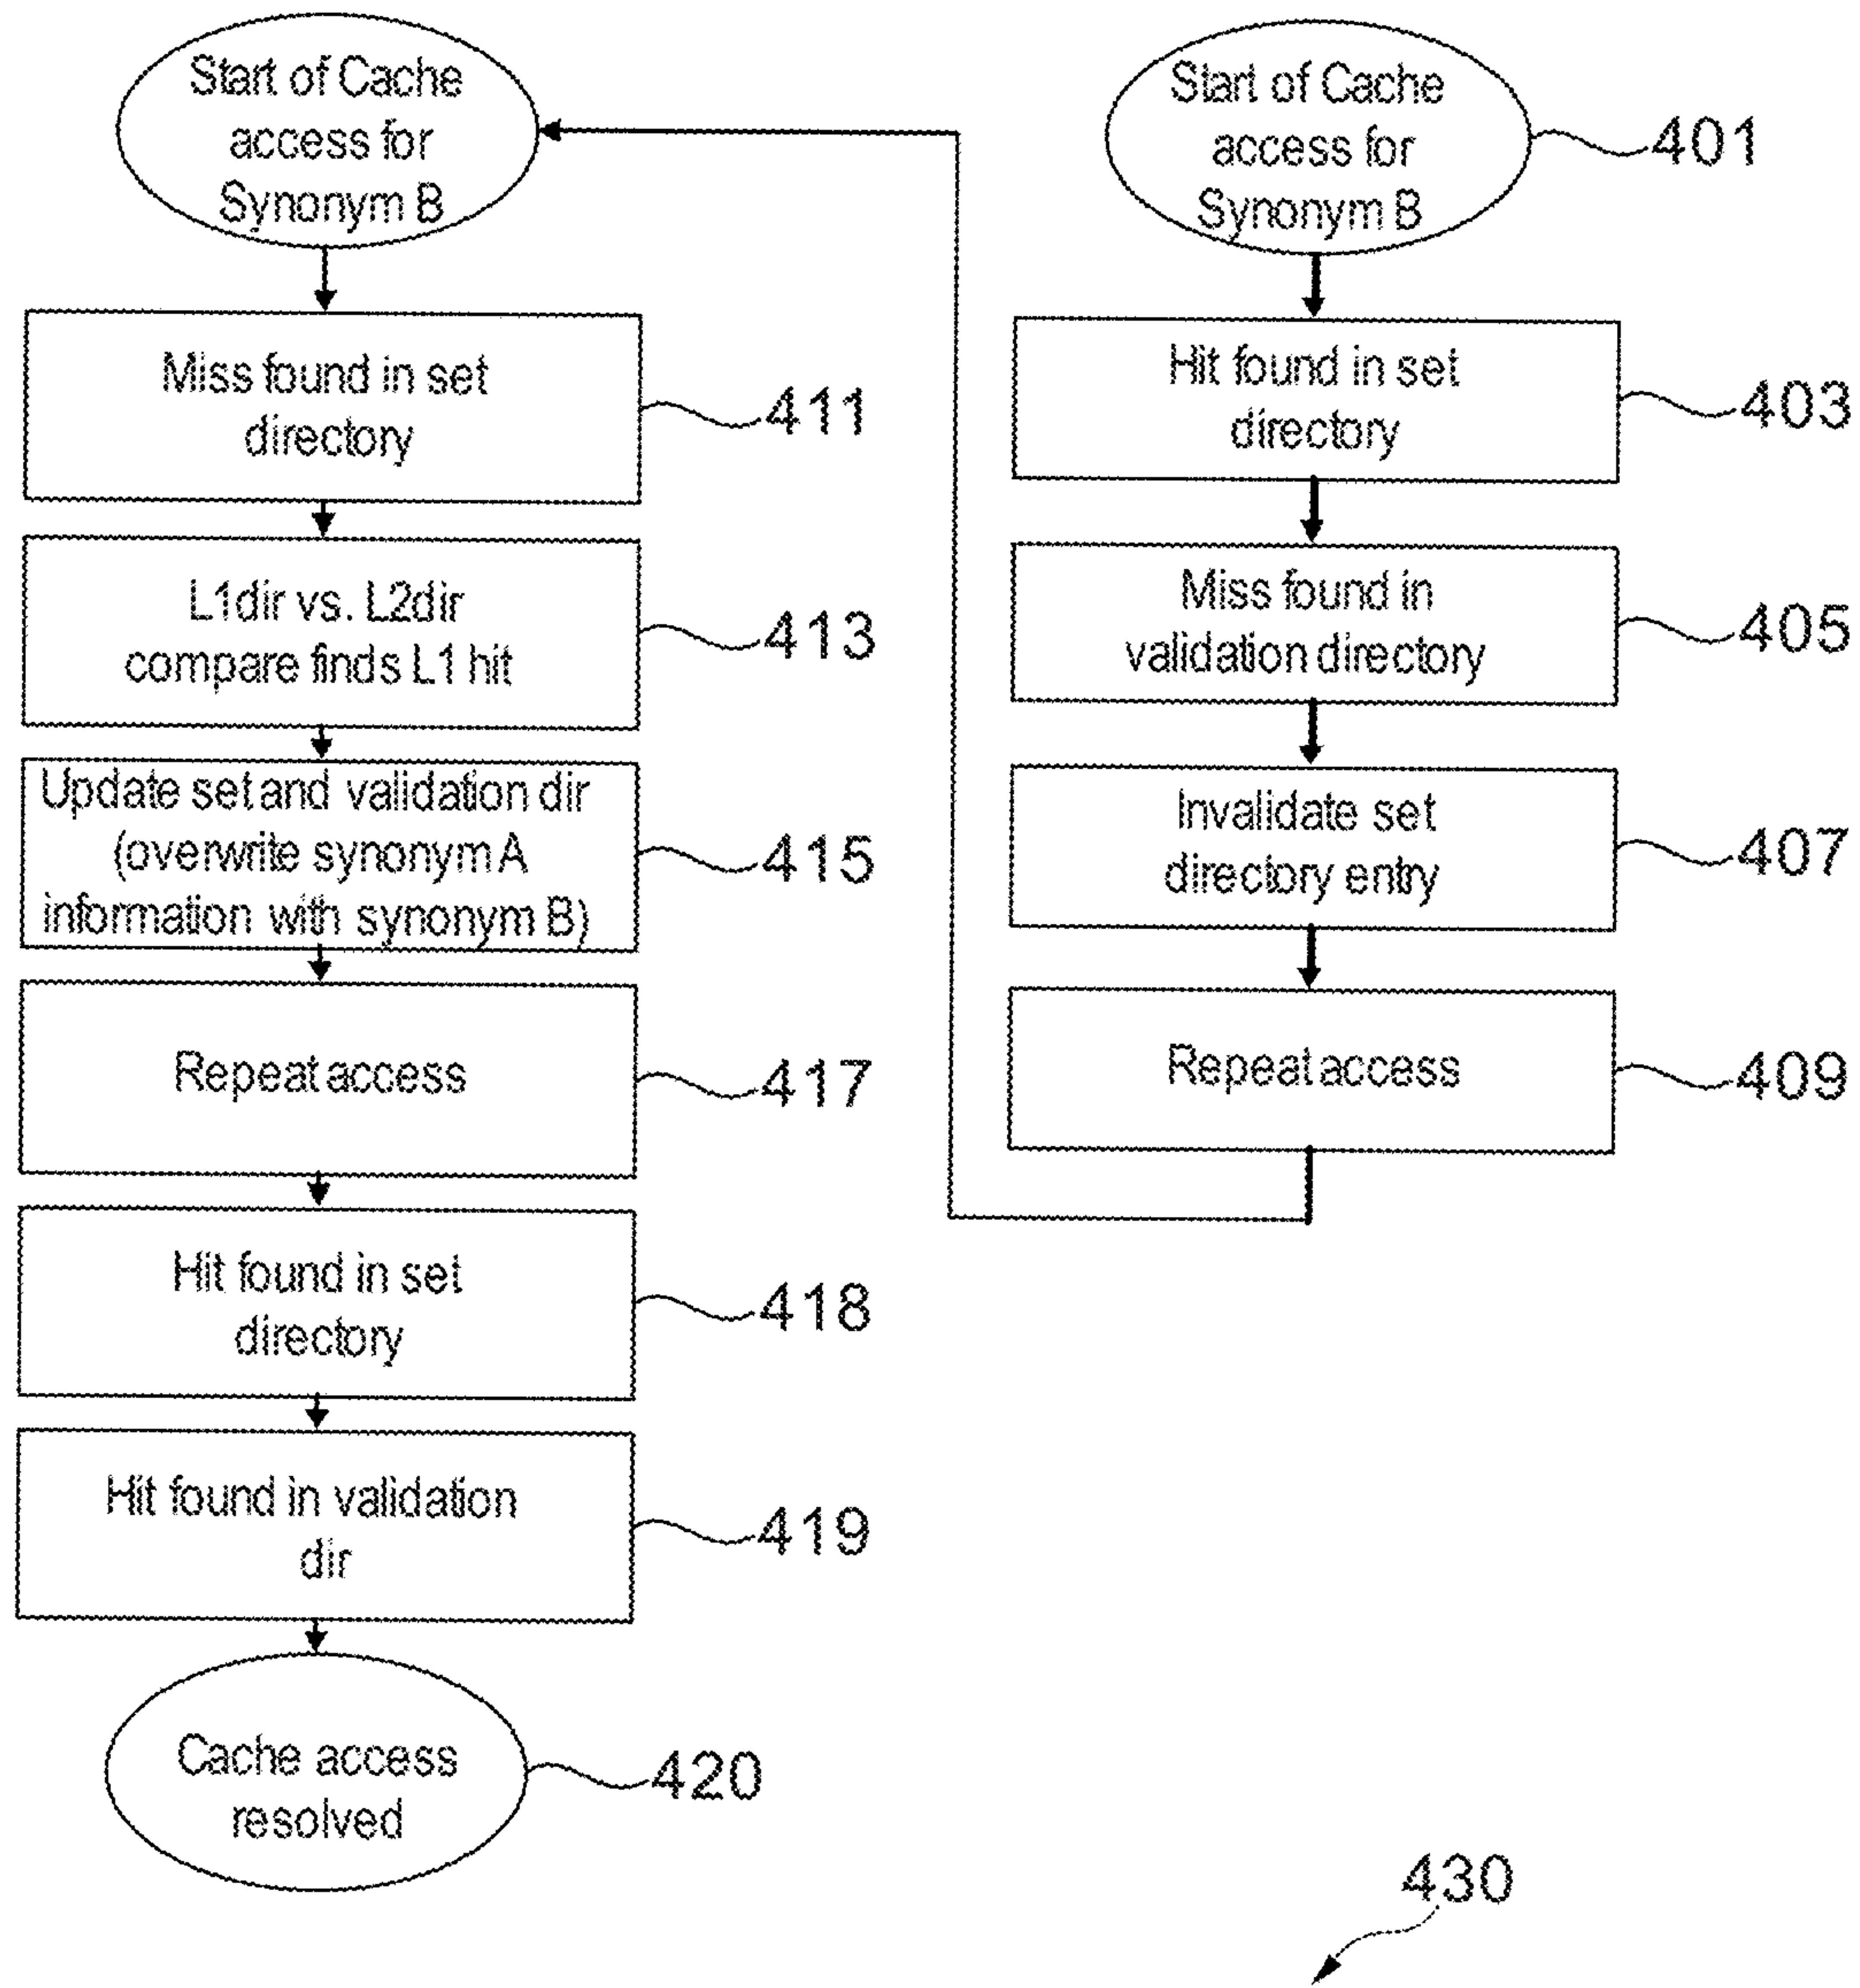 Start of Cache
access for
Synonym B
411
Miss found in set
directory
413
L1dir vs. L2dir
compare finds L1 hit
415
Update set and validation dir
(overwrite synonym A
information with synonym B)
417
Repeat access
418
Hit found in set
directory
419
Hit found in validation
dir
420
Cache access
resolved
401
Start of Cache
access for
Synonym B
403
Hit found in set
directory
405
Miss found in
validation directory
407
Invalidate set
directory entry
409
Repeat access
430